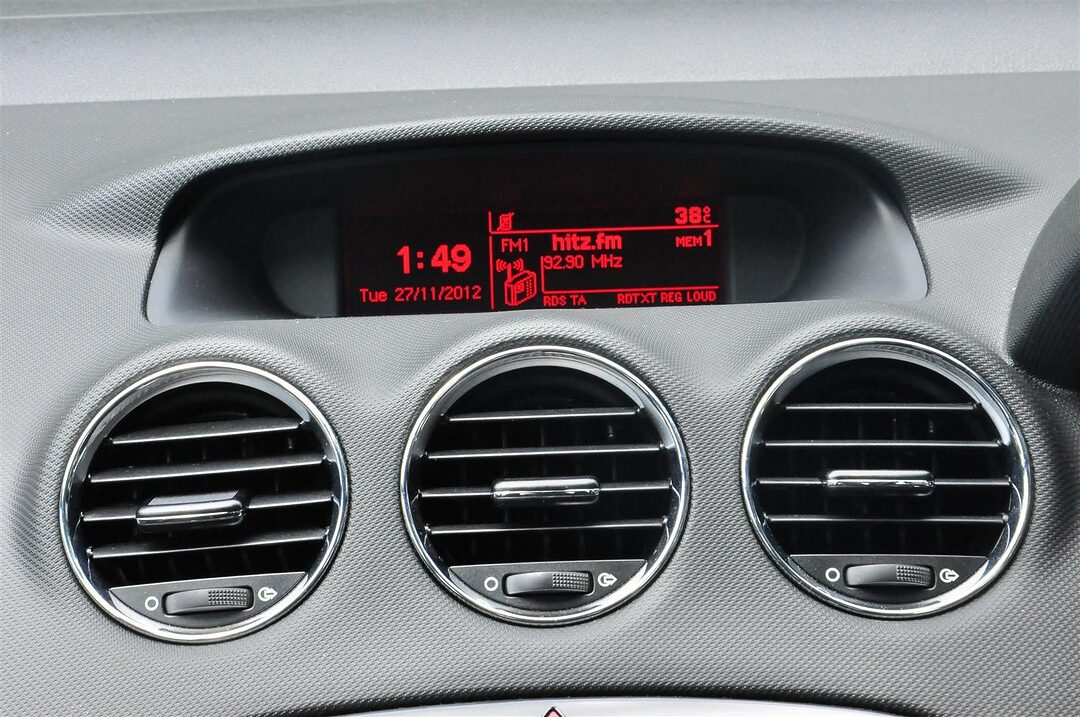 38°C
FM1 hitz.fm MEM1
1:49
92.90 MHz
Tue 27/11/2012
RDS TA RDTXT REG LOUD